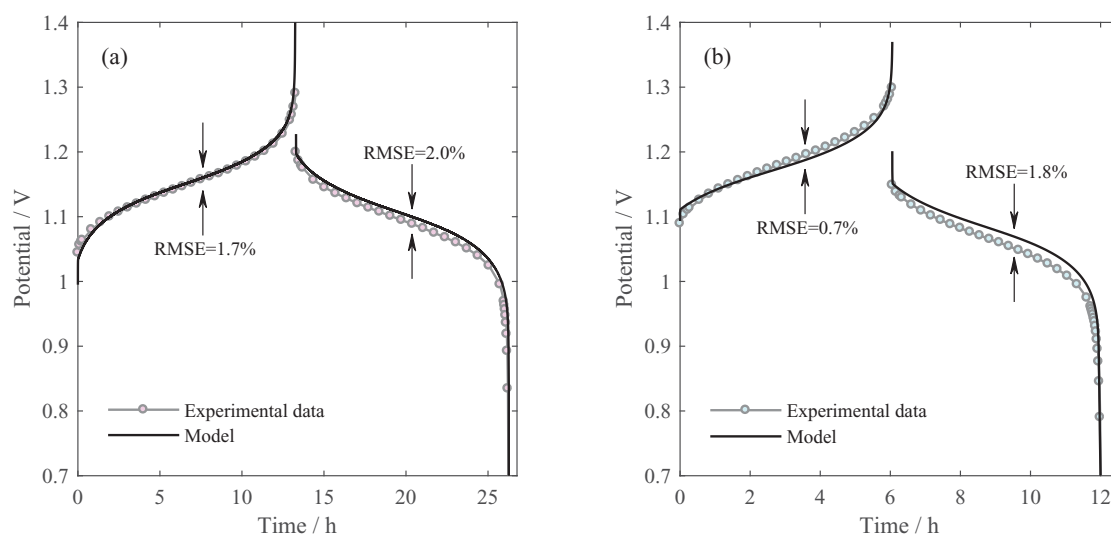 (a)
1.4
1.3
1.2
1.1
1
0.9
0.8
0.7
Potential / V
RMSE=1.7%
RMSE=2.0%
Experimental data
Model
0 5 10 15 20 25
Time / h
(b)
1.4
1.3
1.2
1.1
1
0.9
0.8
0.7
Potential / V
RMSE=0.7%
RMSE=1.8%
Experimental data
Model
0 2 4 6 8 10 12
Time / h